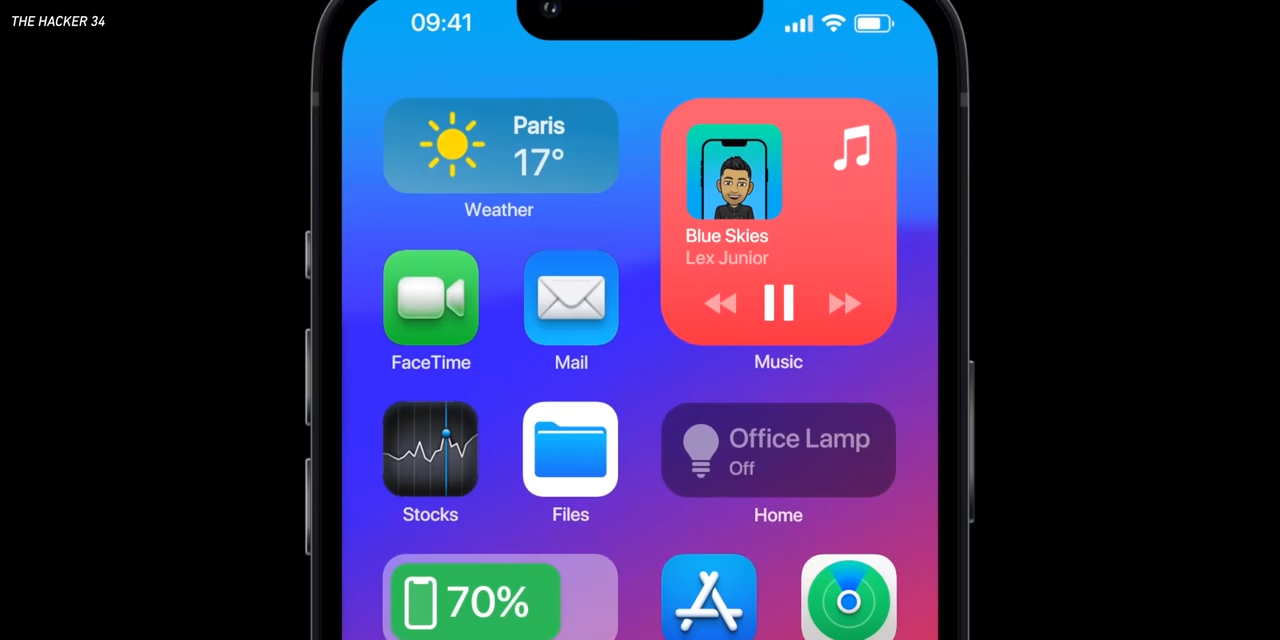 THE HACKER 34
09:41
Paris
17°
Weather
Blue Skies
Lex Junior
Music
FaceTime
Mail
Office Lamp
Off
Stocks
Files
Home
70%